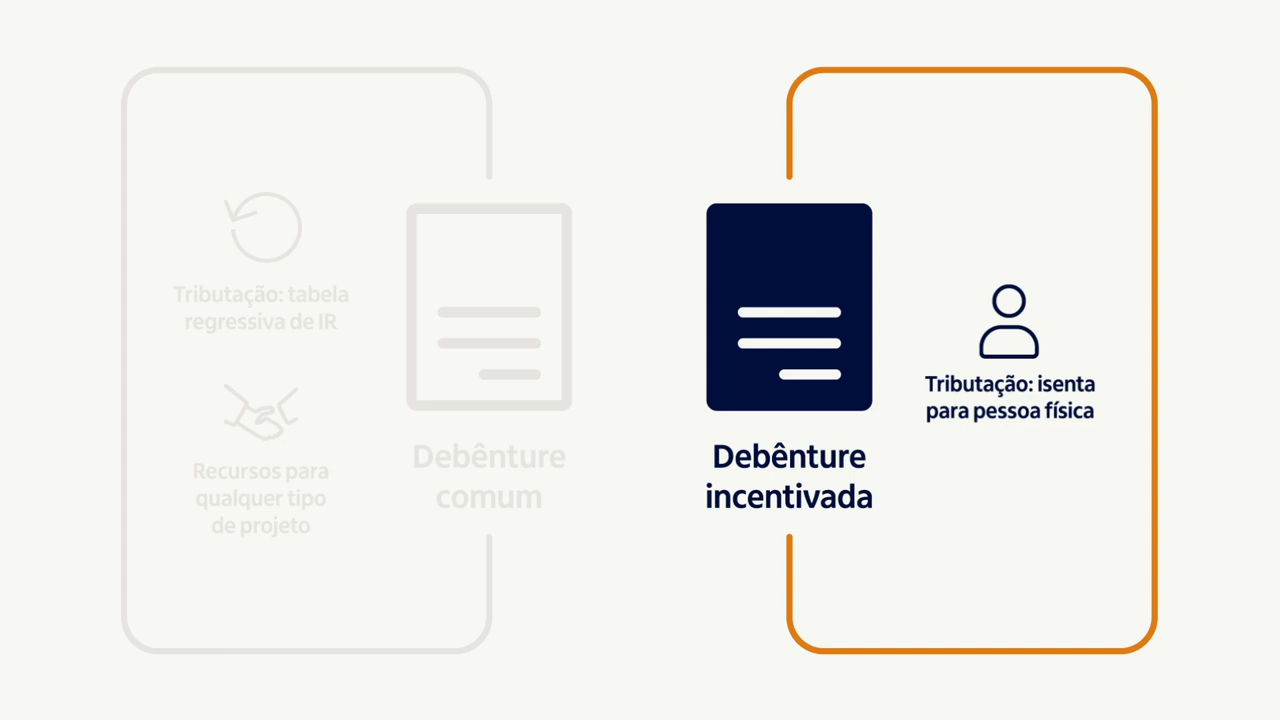 Tributação: tabela
regressiva de IR
Recursos para
qualquer tipo
de projeto
Debênture
comum
Debênture
incentivada
Tributação: isenta
para pessoa física